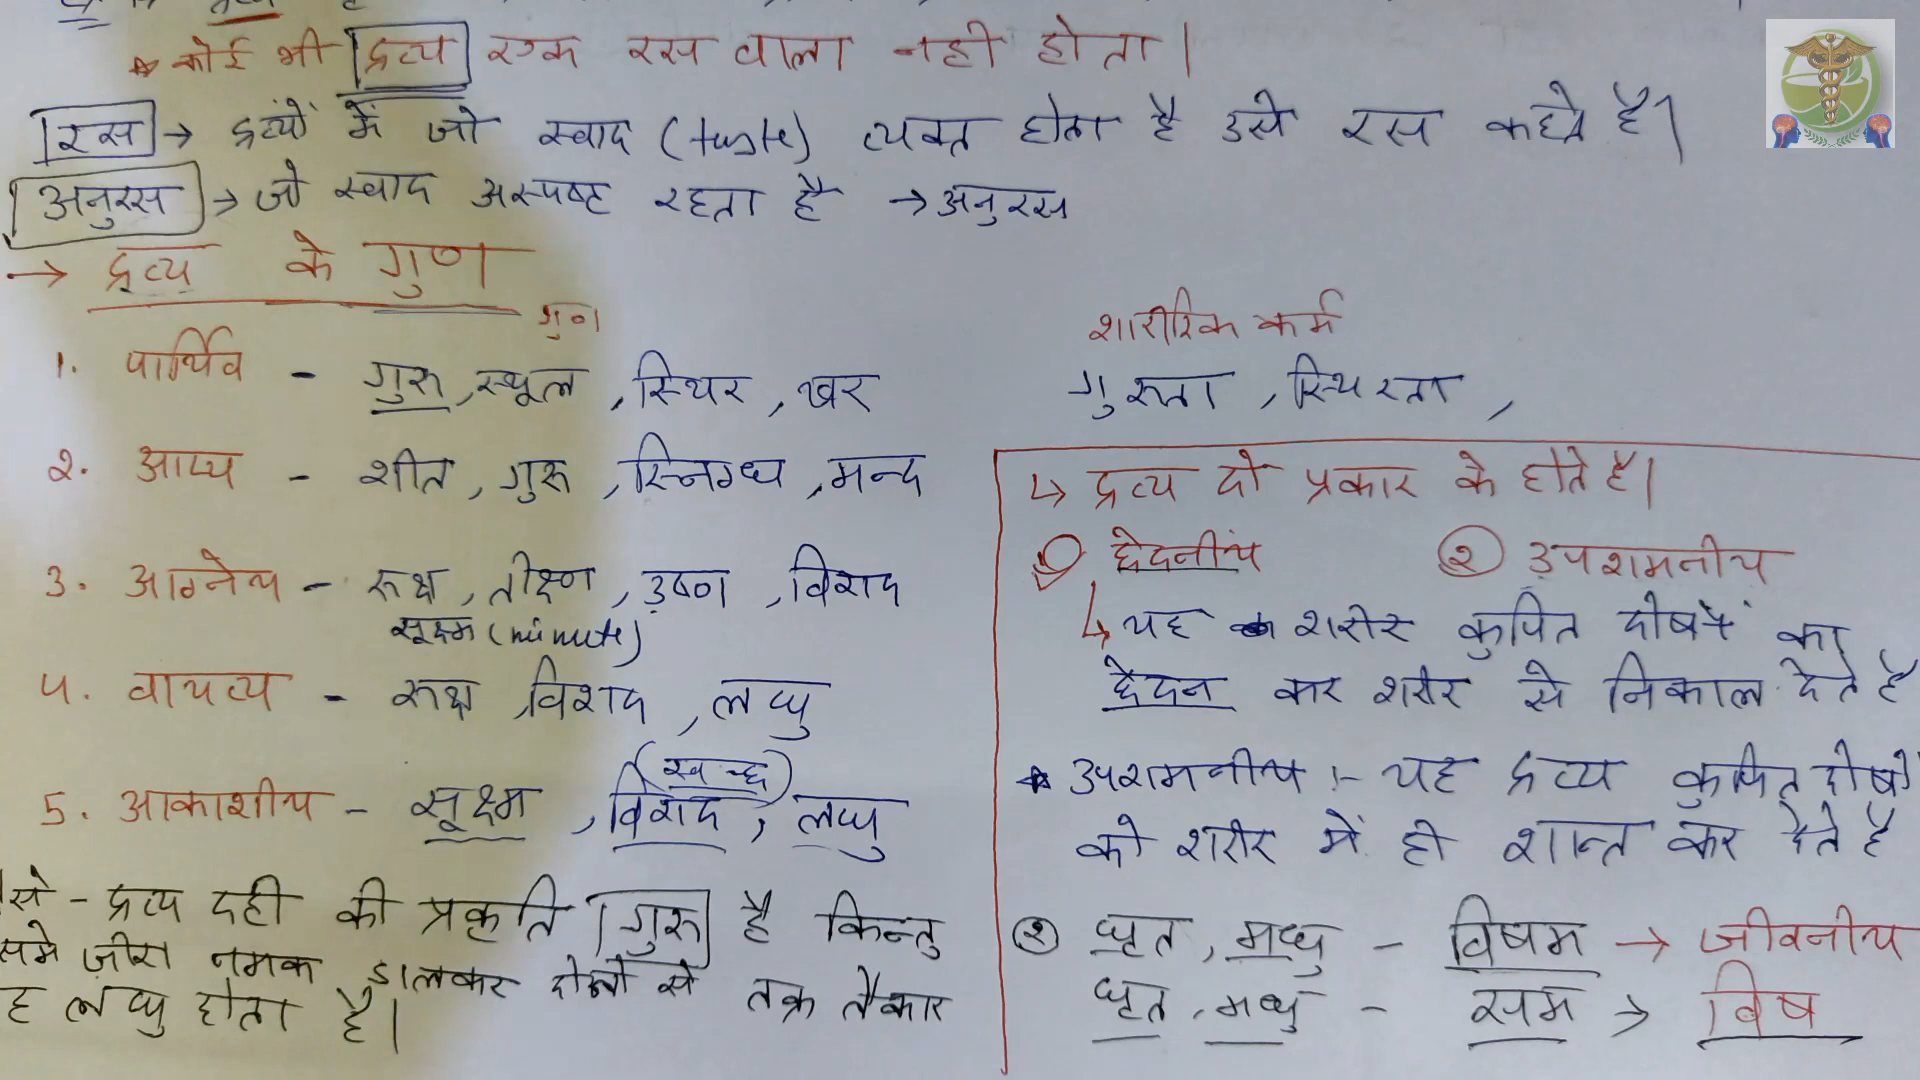 * कोई भी द्रव्य एक रस वाला नही होता।
रस → द्रव्यों में जो स्वाद (taste) व्यक्त होता है उसे रस कहते है।
अनुरस → जो स्वाद अस्पष्ट रहता है → अनुरस
→ द्रव्य के गुण
गुण
शारीरिक कर्म
1. पार्थिव - गुरु, स्थूल, स्थिर, खर
गुरुता, स्थिरता,
२. आप्य - शीत, गुरु, स्निग्ध, मन्द
3. आग्नेय - रुक्ष, तीक्ष्ण, उष्ण, विशद
सूक्ष्म (minute)
4. वायव्य - रुक्ष, विशद, लघु
(स्वच्छ)
5. आकाशीय - सूक्ष्म, विशद, लघु
से - द्रव्य दही की प्रकृति गुरु है किन्तु
समे जीरा नमक डालकर दोनों से तक्र तैकार
ह लघु होता है।
↳ द्रव्य दो प्रकार के होते है।
① छेदनीय ② उपशमनीय
↳ यह शरीर कुपित दोषों का
छेदन कर शरीर से निकाल देते है
* उपशमनीय :- यह द्रव्य कुपित दोषों
को शरीर में ही शान्त कर देते है
② घृत, मधु - विषम → जीवनीय
घृत, मधु - सम → विष